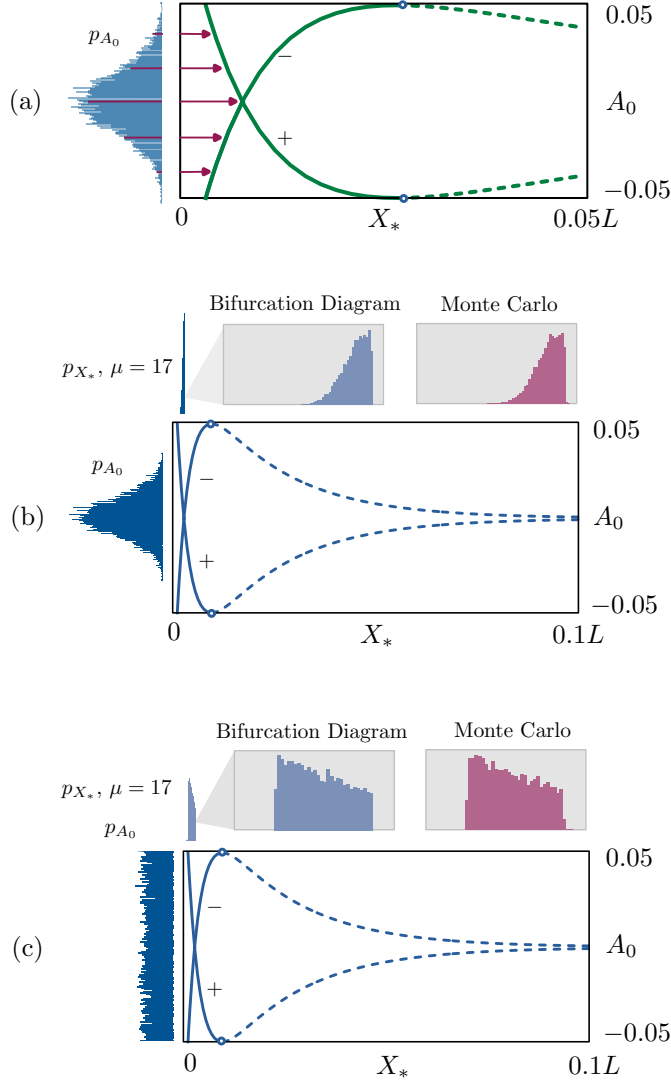 0.05
p_{A_0}
−
(a)
A_0
+
−0.05
0
X_*
0.05L
Bifurcation Diagram
Monte Carlo
p_{X_*}, μ = 17
0.05
p_{A_0}
−
(b)
A_0
+
−0.05
0
X_*
0.1L
Bifurcation Diagram
Monte Carlo
p_{X_*}, μ = 17
p_{A_0}
0.05
−
(c)
A_0
+
−0.05
0
X_*
0.1L